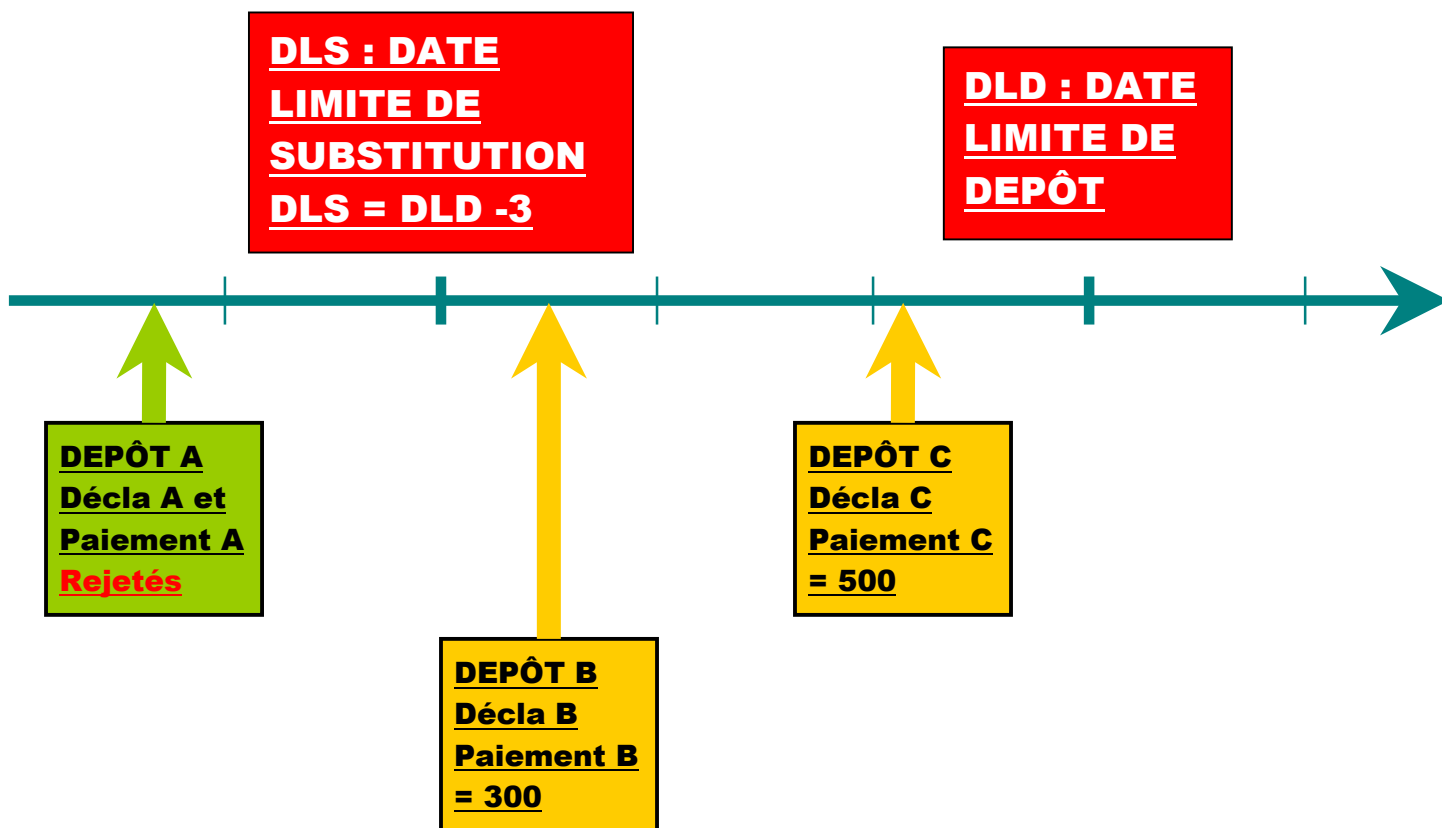 DLS : DATE
LIMITE DE
SUBSTITUTION
DLS = DLD -3
DLD : DATE
LIMITE DE
DEPÔT
DEPÔT A
Décla A et
Paiement A
Rejetés
DEPÔT B
Décla B
Paiement B
= 300
DEPÔT C
Décla C
Paiement C
= 500